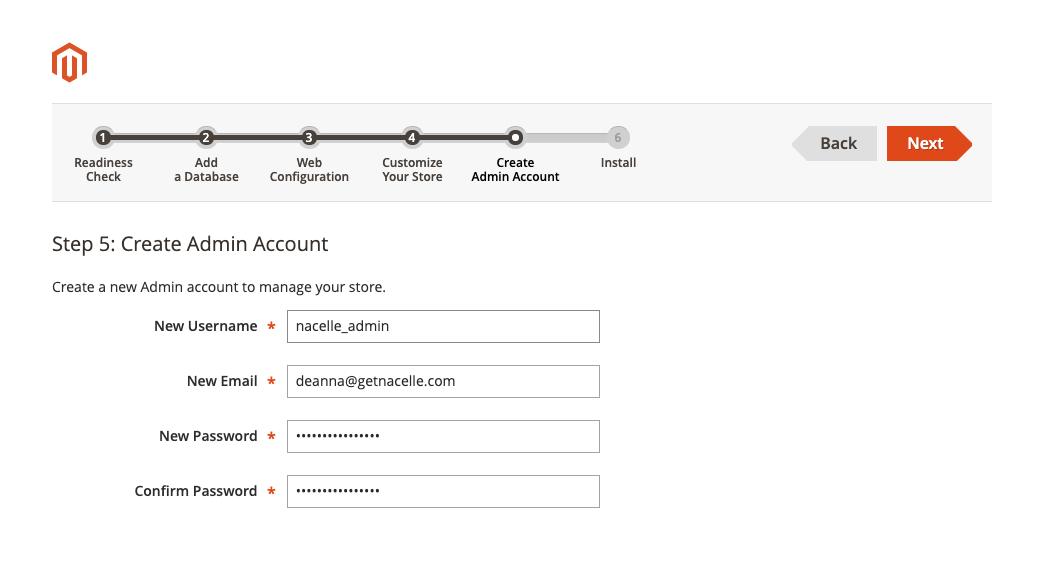 1 2 3 4 6
Readiness Check
Add a Database
Web Configuration
Customize Your Store
Create Admin Account
Install
Back
Next
Step 5: Create Admin Account
Create a new Admin account to manage your store.
New Username * nacelle_admin
New Email * deanna@getnacelle.com
New Password * ••••••••••••••••
Confirm Password * ••••••••••••••••